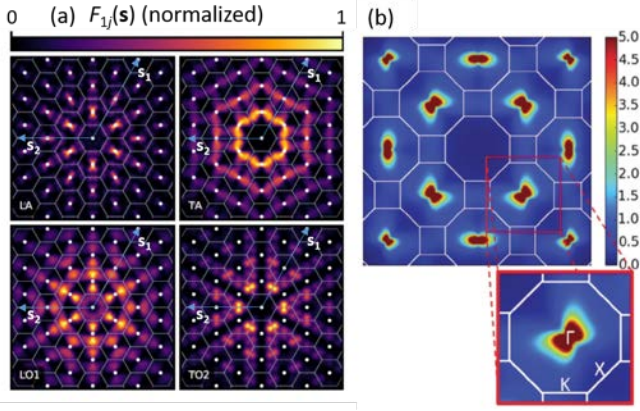 0 (a) F1j(s) (normalized) 1
s1
s2
LA
s1
s2
TA
s1
s2
LO1
s1
s2
TO2
(b)
5.0
4.5
4.0
3.5
3.0
2.5
2.0
1.5
1.0
0.5
0.0
Γ
X
K